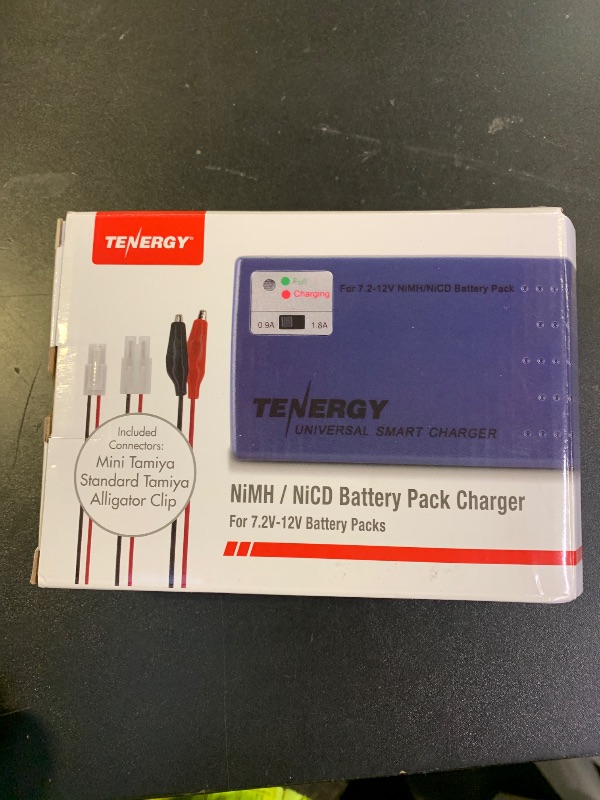 TENERGY™
Full
Charging
For 7.2-12V NiMH/NiCD Battery Pack
0.9A 1.8A
TENERGY
UNIVERSAL SMART CHARGER
Included
Connectors:
Mini Tamiya
Standard Tamiya
Alligator Clip
NiMH / NiCD Battery Pack Charger
For 7.2V-12V Battery Packs